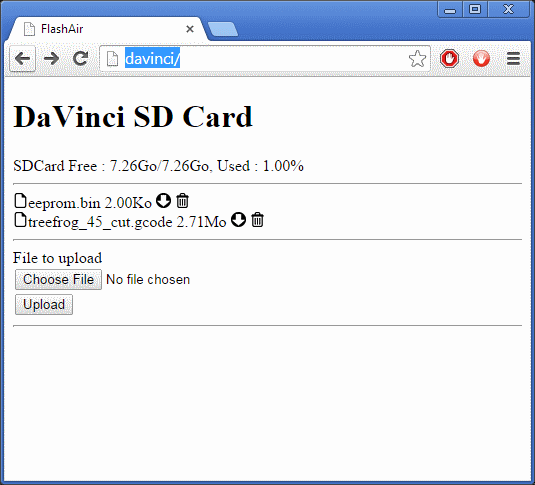 FlashAir
davinci/
DaVinci SD Card
SDCard Free : 7.26Go/7.26Go, Used : 1.00%
eeprom.bin 2.00Ko
treefrog_45_cut.gcode 2.71Mo
File to upload
Choose File No file chosen
Upload